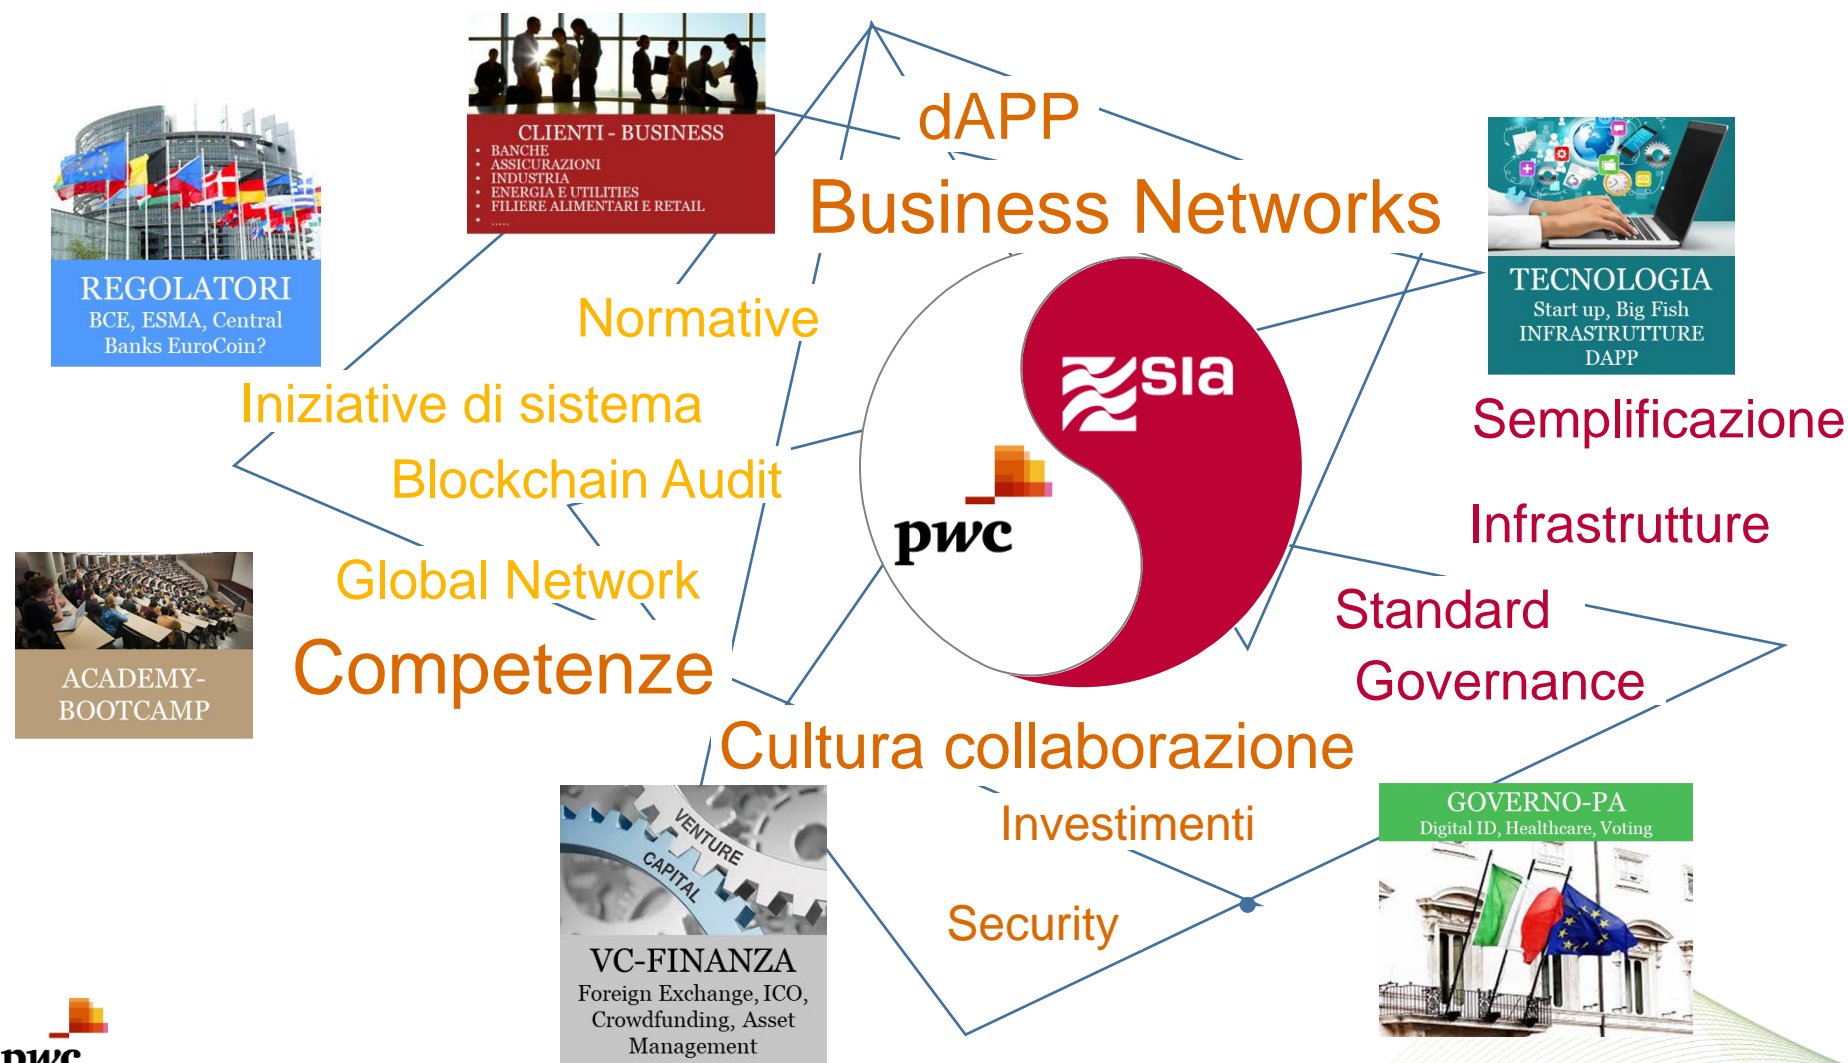 CLIENTI - BUSINESS
• BANCHE
• ASSICURAZIONI
• INDUSTRIA
• ENERGIA E UTILITIES
• FILIERE ALIMENTARI E RETAIL
• .....
dAPP
Business Networks
REGOLATORI
BCE, ESMA, Central
Banks EuroCoin?
TECNOLOGIA
Start up, Big Fish
INFRASTRUTTURE
DAPP
Normative
Iniziative di sistema
Blockchain Audit
Global Network
Competenze
sia
pwc
Semplificazione
Infrastrutture
Standard
Governance
ACADEMY-
BOOTCAMP
Cultura collaborazione
Investimenti
Security
VENTURE
CAPITAL
VC-FINANZA
Foreign Exchange, ICO,
Crowdfunding, Asset
Management
GOVERNO-PA
Digital ID, Healthcare, Voting
pwc